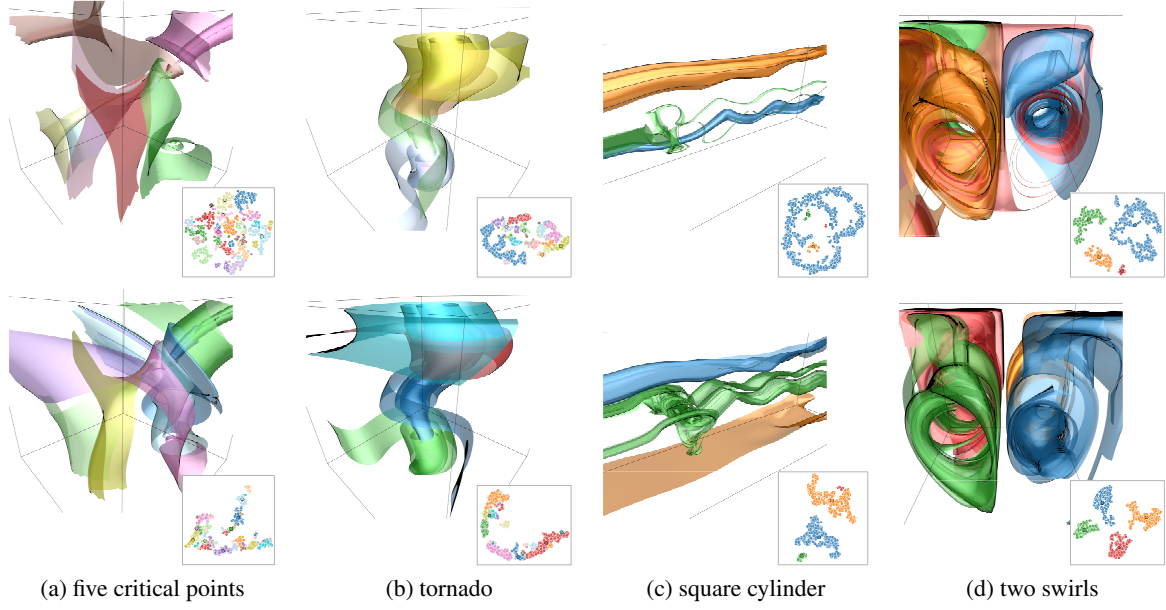 (a) five critical points
(b) tornado
(c) square cylinder
(d) two swirls